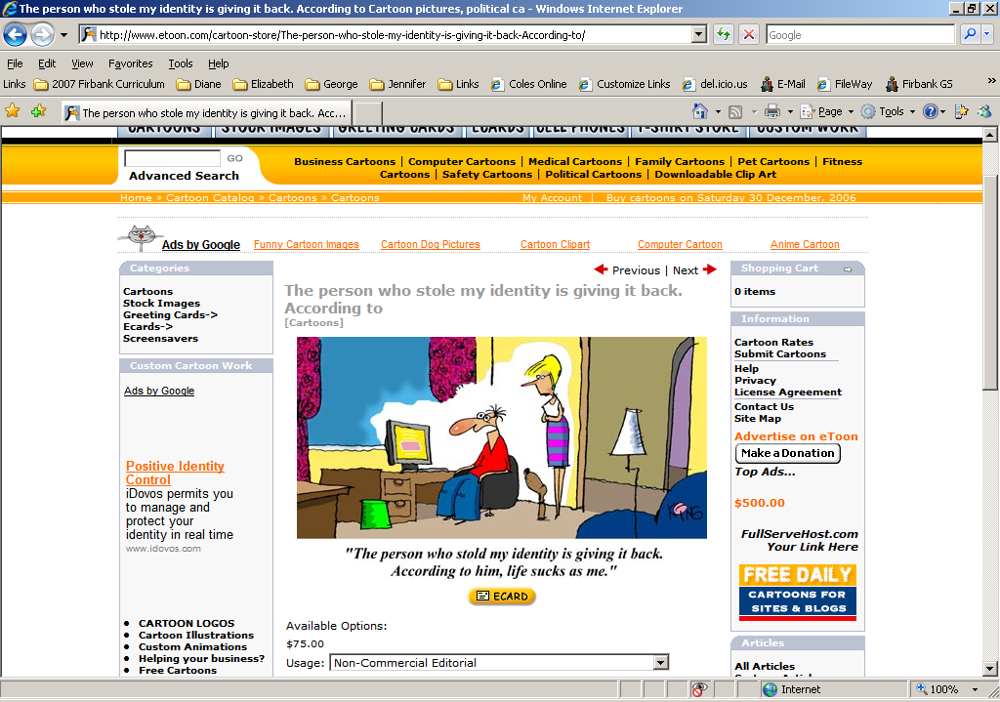 The person who stole my identity is giving it back. According to Cartoon pictures, political ca - Windows Internet Explorer
http://www.etoon.com/cartoon-store/The-person-who-stole-my-identity-is-giving-it-back-According-to/
Google
File Edit View Favorites Tools Help
Links 2007 Firbank Curriculum Diane Elizabeth George Jennifer Links Coles Online Customize Links del.icio.us E-Mail FileWay Firbank GS »
The person who stole my identity is giving it back. Acc...
Page Tools
CARTOONS STOCK IMAGES GREETING CARDS ECARDS CELL PHONES T-SHIRT STORE CUSTOM WORK
GO
Advanced Search
Business Cartoons | Computer Cartoons | Medical Cartoons | Family Cartoons | Pet Cartoons | Fitness
Cartoons | Safety Cartoons | Political Cartoons | Downloadable Clip Art
Home » Cartoon Catalog » Cartoons » Cartoons
My Account | Buy cartoons on Saturday 30 December, 2006
Ads by Google Funny Cartoon Images Cartoon Dog Pictures Cartoon Clipart Computer Cartoon Anime Cartoon
Categories
Cartoons
Stock Images
Greeting Cards->
Ecards->
Screensavers
Custom Cartoon Work
Ads by Google
Positive Identity
Control
iDovos permits you
to manage and
protect your
identity in real time
www.idovos.com
CARTOON LOGOS
Cartoon Illustrations
Custom Animations
Helping your business?
Free Cartoons
Previous | Next
The person who stole my identity is giving it back.
According to
[Cartoons]
"The person who stold my identity is giving it back.
According to him, life sucks as me."
ECARD
Available Options:
$75.00
Usage: Non-Commercial Editorial
Shopping Cart
0 items
Information
Cartoon Rates
Submit Cartoons
Help
Privacy
License Agreement
Contact Us
Site Map
Advertise on eToon
Make a Donation
Top Ads...
$500.00
FullServeHost.com
Your Link Here
FREE DAILY
CARTOONS FOR
SITES & BLOGS
Articles
All Articles
Internet
100%